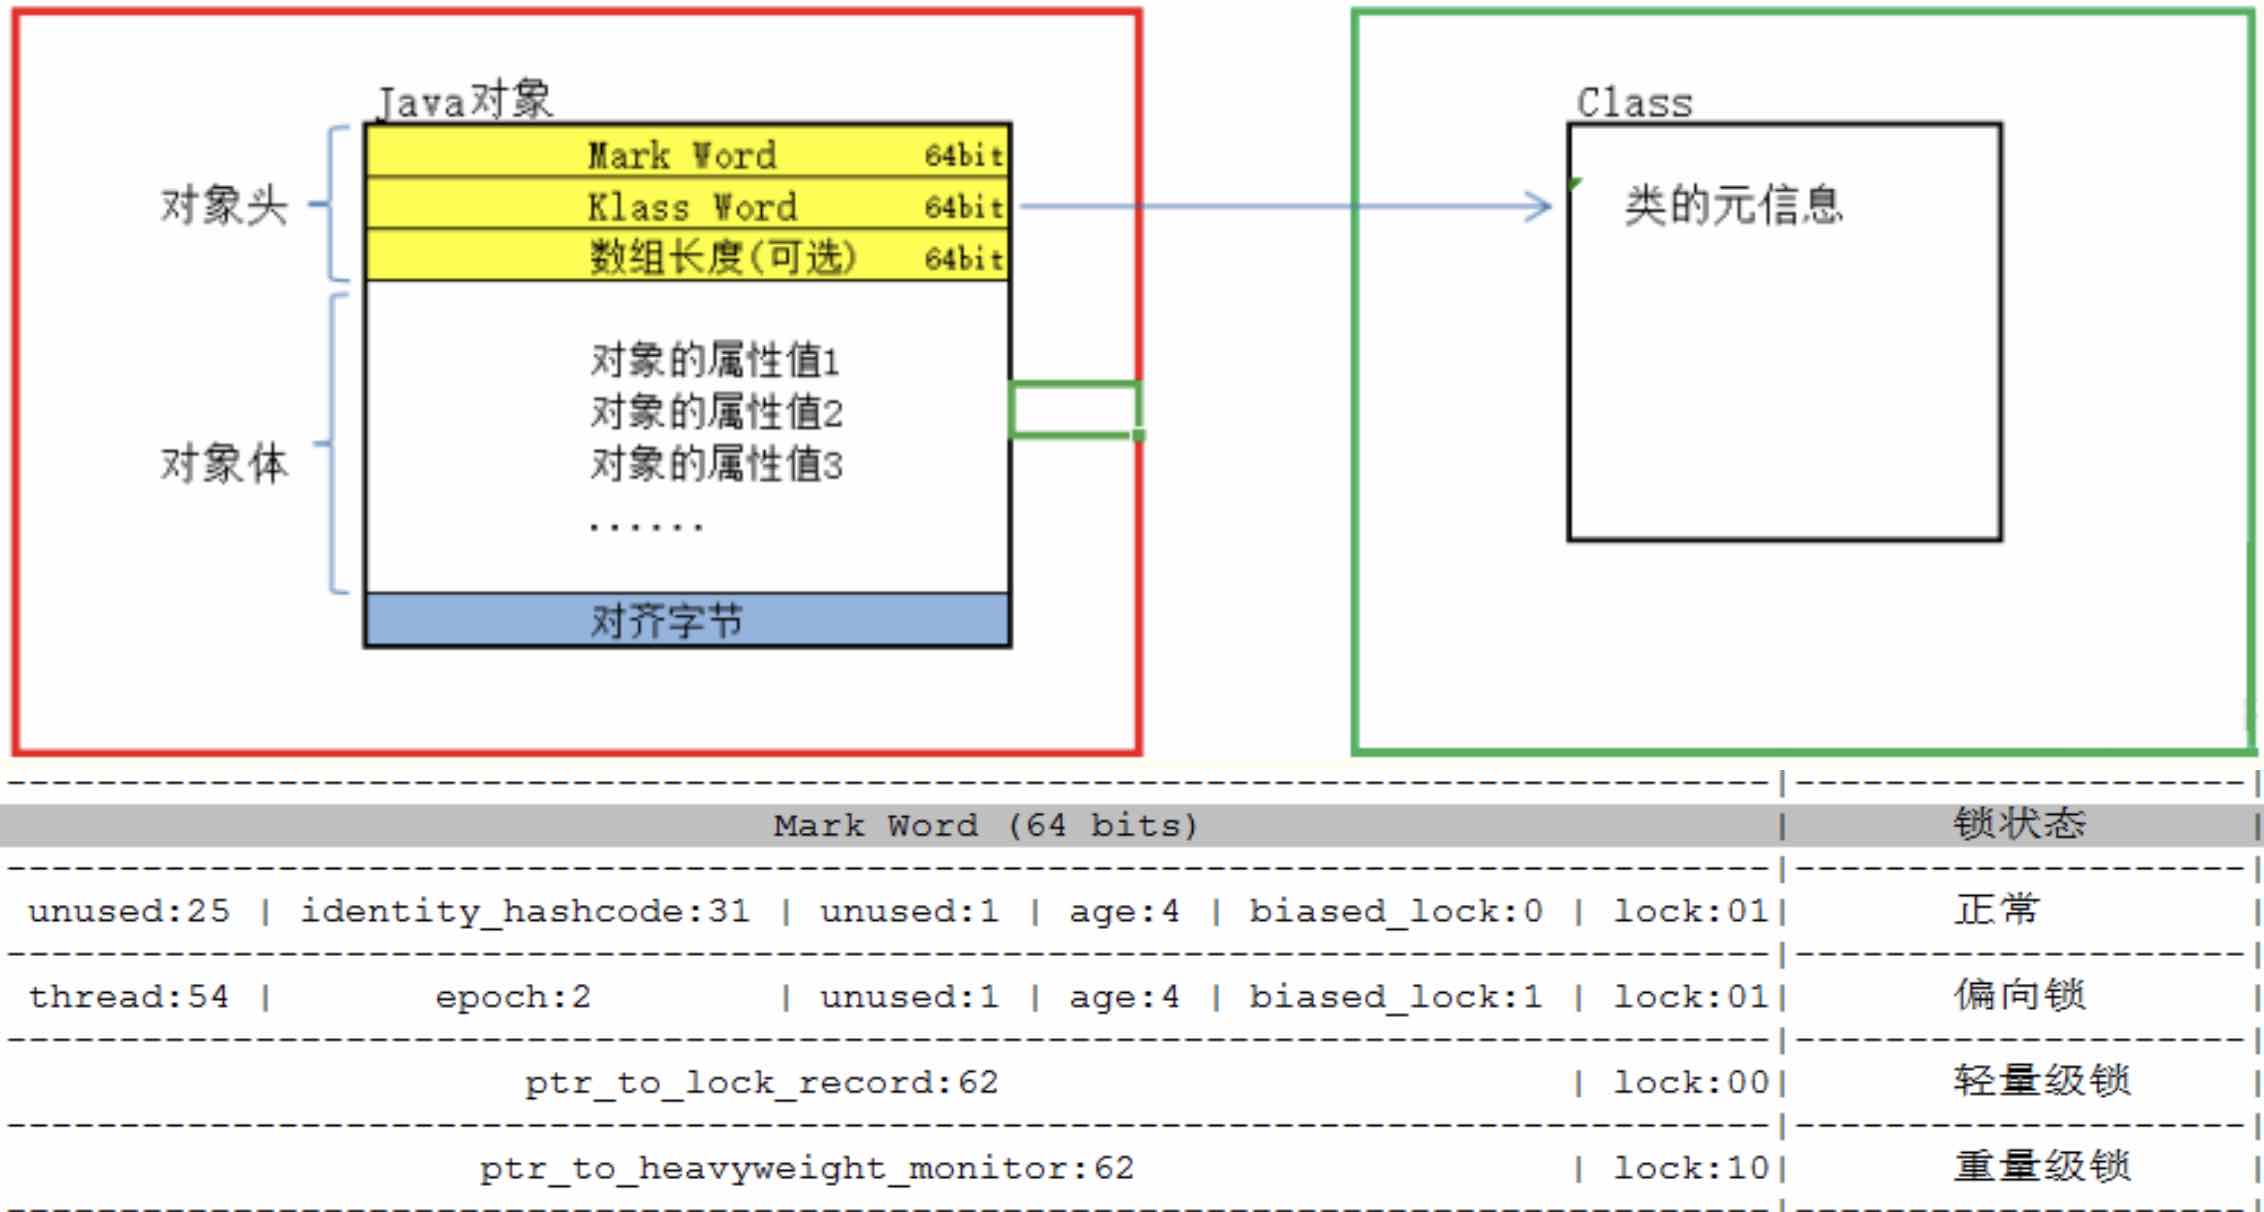 Java对象
Class
对象头
Mark Word 64bit
Klass Word 64bit
数组长度(可选) 64bit
类的元信息
对象体
对象的属性值1
对象的属性值2
对象的属性值3
......
对齐字节
Mark Word (64 bits) | 锁状态 |
unused:25 | identity_hashcode:31 | unused:1 | age:4 | biased_lock:0 | lock:01| 正常 |
thread:54 | epoch:2 | unused:1 | age:4 | biased_lock:1 | lock:01| 偏向锁 |
ptr_to_lock_record:62 | lock:00| 轻量级锁 |
ptr_to_heavyweight_monitor:62 | lock:10| 重量级锁 |